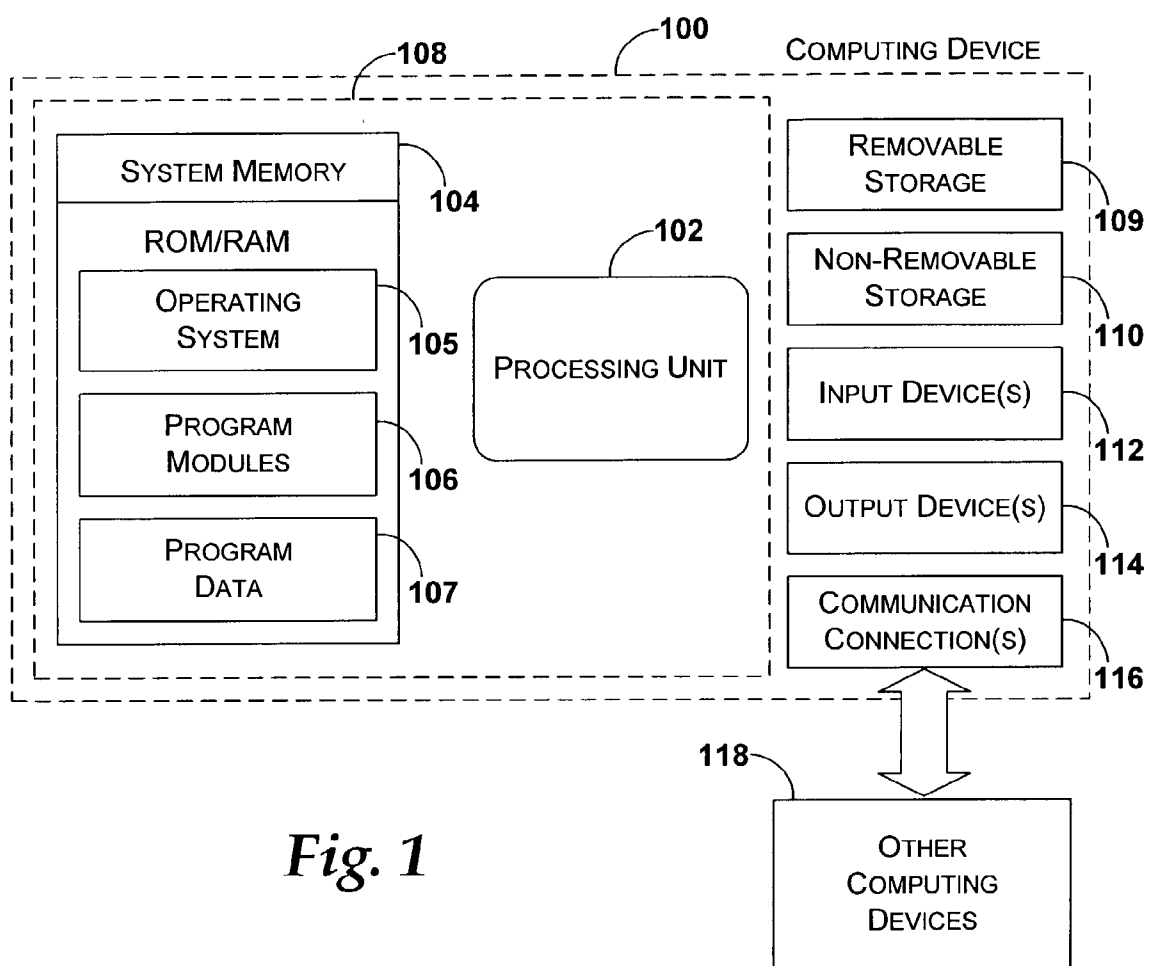 100
COMPUTING DEVICE
108
SYSTEM MEMORY
104
ROM/RAM
OPERATING
SYSTEM
105
PROGRAM
MODULES
106
PROGRAM
DATA
107
102
PROCESSING UNIT
REMOVABLE
STORAGE
109
NON-REMOVABLE
STORAGE
110
INPUT DEVICE(S)
112
OUTPUT DEVICE(S)
114
COMMUNICATION
CONNECTION(S)
116
118
OTHER
COMPUTING
DEVICES
Fig. 1